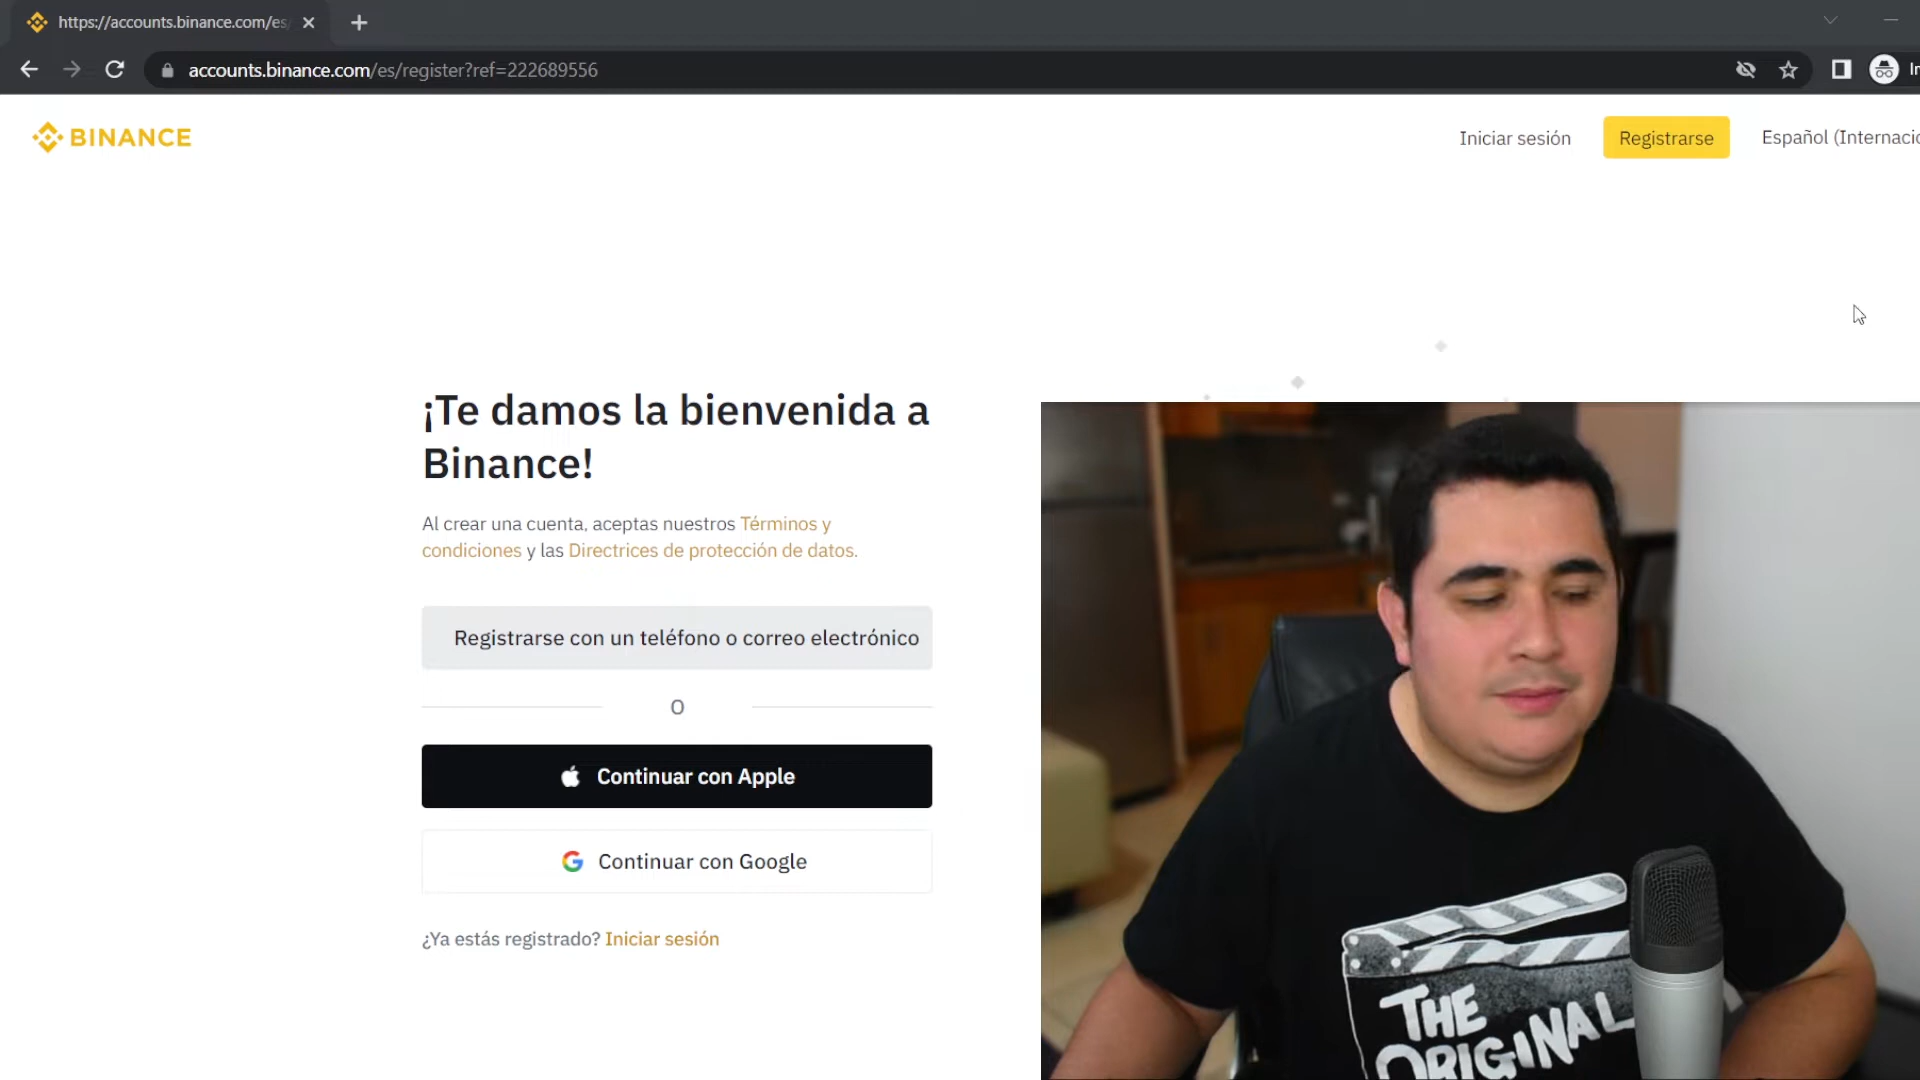 https://accounts.binance.com/es/
accounts.binance.com/es/register?ref=222689556
BINANCE
Iniciar sesión
Registrarse
Español (Internacio
¡Te damos la bienvenida a
Binance!
Al crear una cuenta, aceptas nuestros Términos y
condiciones y las Directrices de protección de datos.
Registrarse con un teléfono o correo electrónico
O
Continuar con Apple
Continuar con Google
¿Ya estás registrado? Iniciar sesión
THE
ORIGINAL